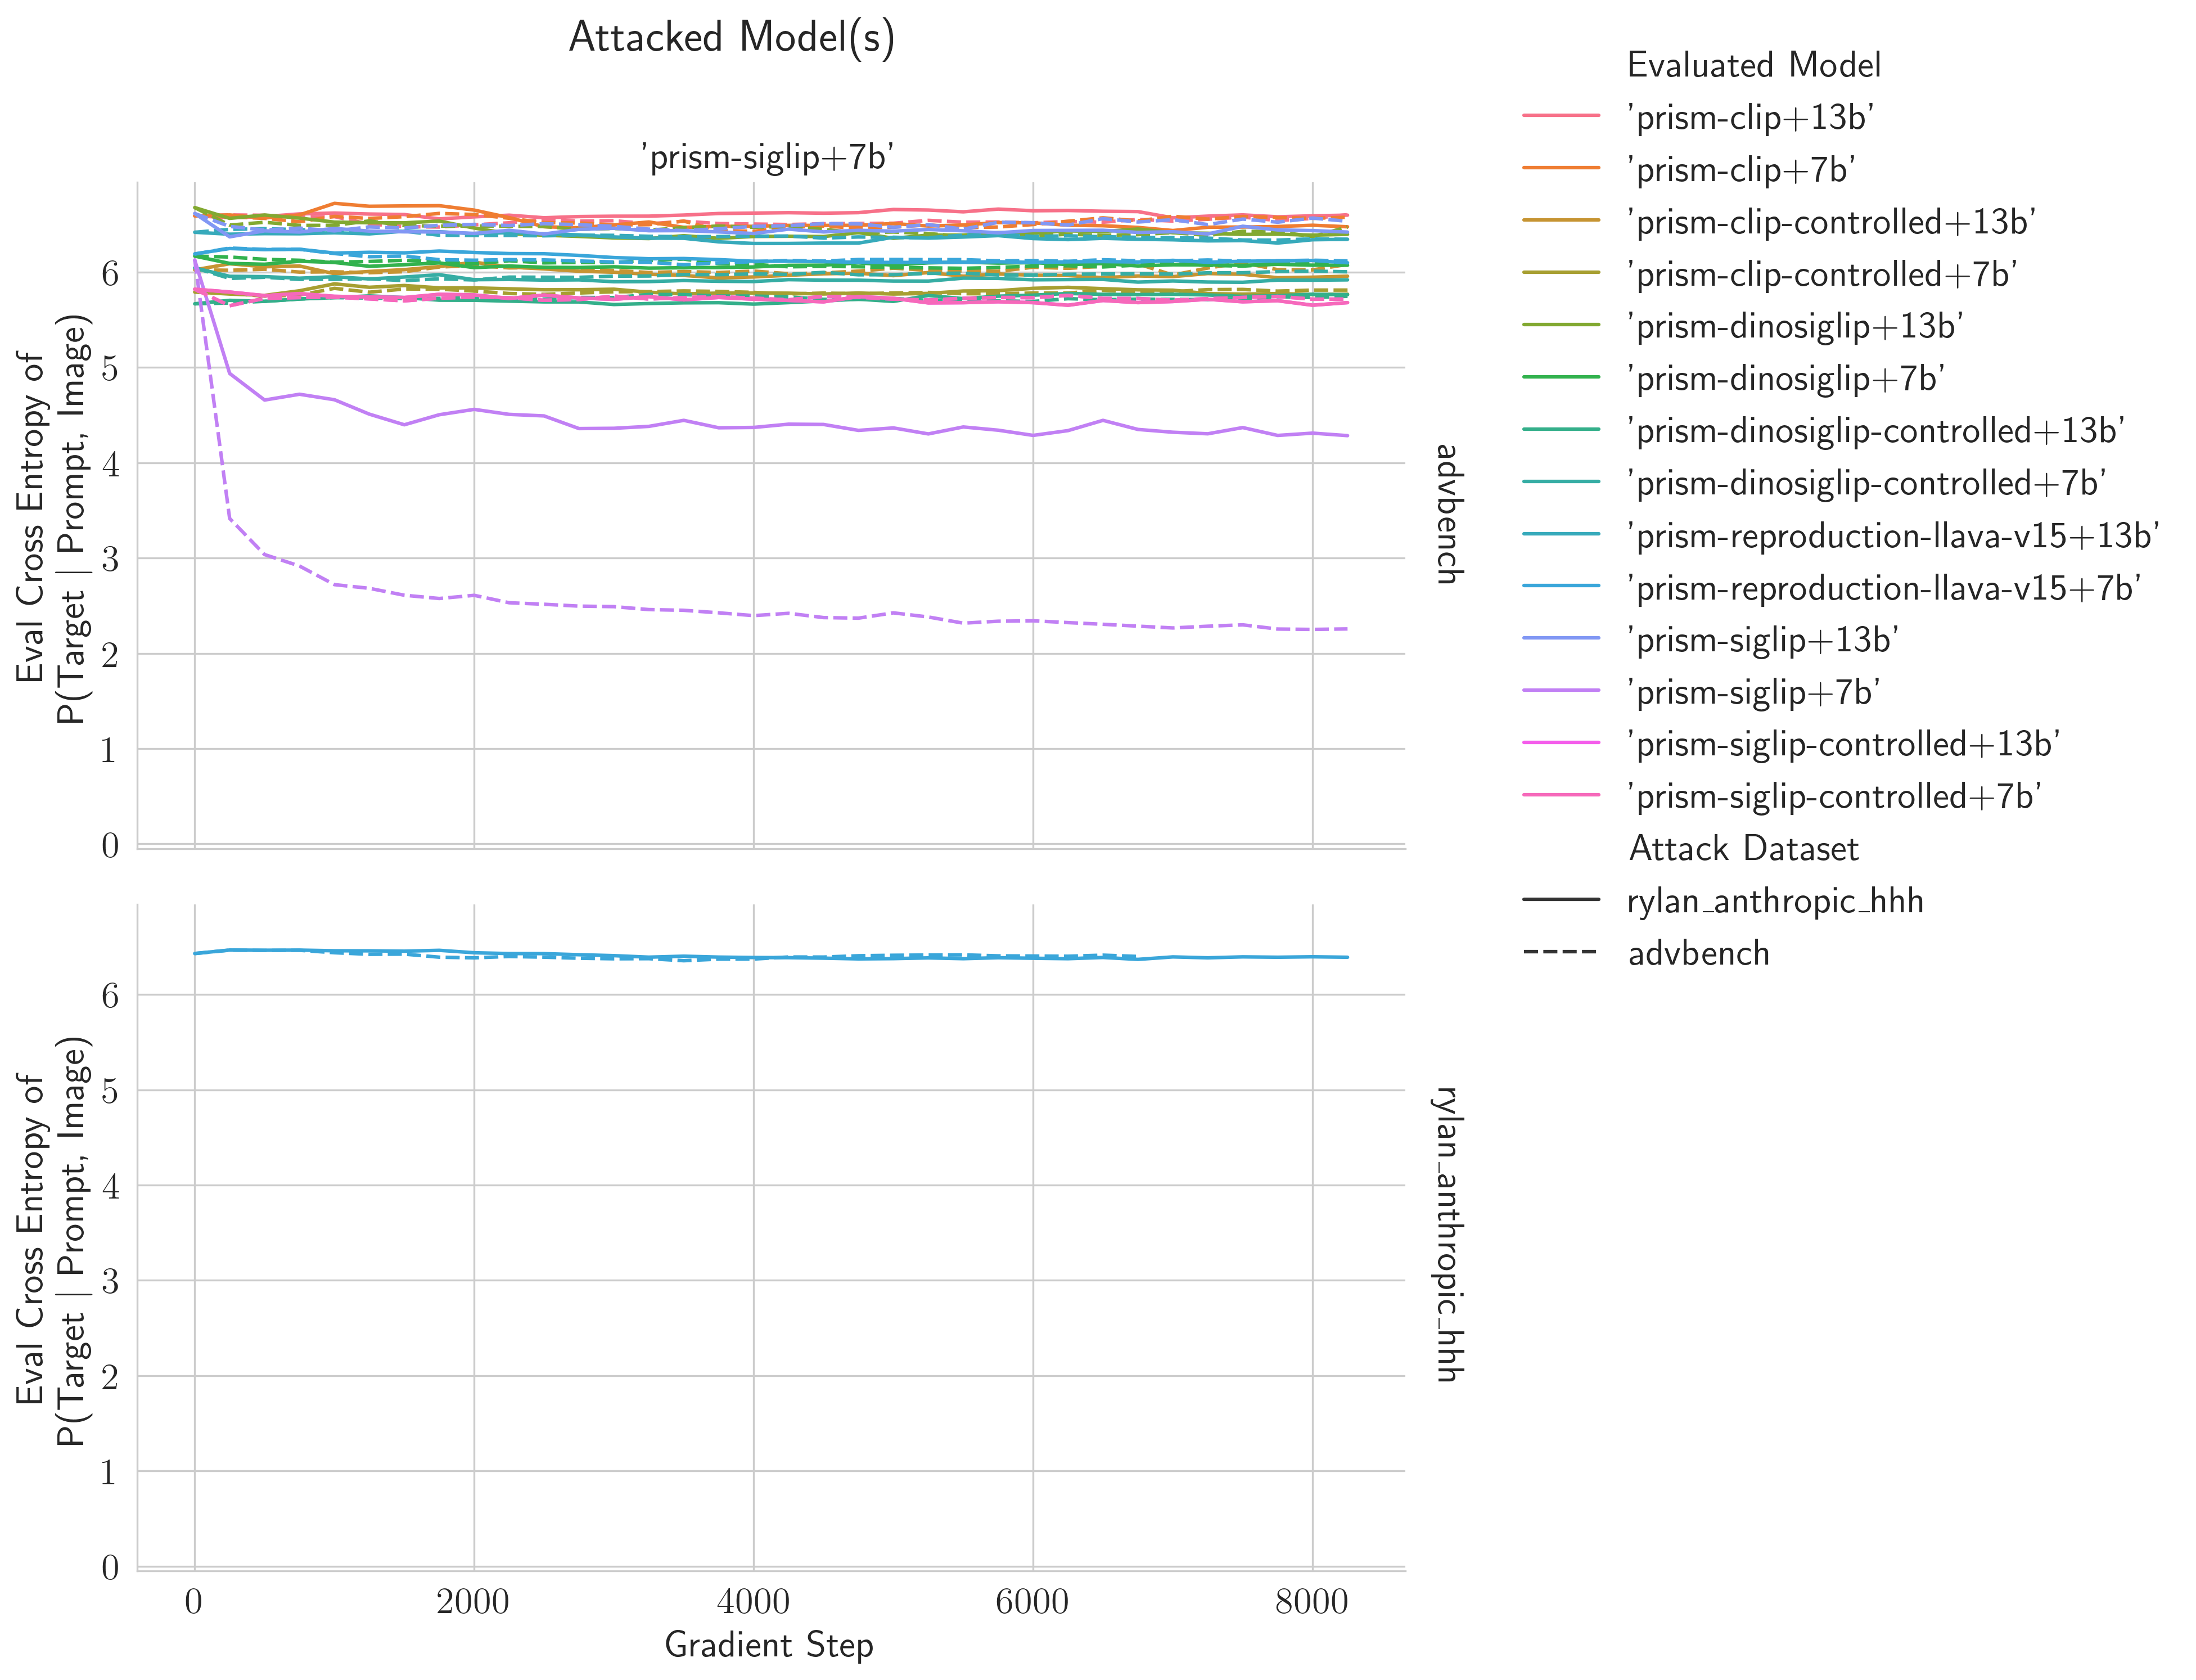 Attacked Model(s)
'prism-siglip+7b'
Eval Cross Entropy of
P(Target | Prompt, Image)
6
5
4
3
2
1
0
advbench
Eval Cross Entropy of
P(Target | Prompt, Image)
6
5
4
3
2
1
0
rylan_anthropic_hhh
0 2000 4000 6000 8000
Gradient Step
Evaluated Model
'prism-clip+13b'
'prism-clip+7b'
'prism-clip-controlled+13b'
'prism-clip-controlled+7b'
'prism-dinosiglip+13b'
'prism-dinosiglip+7b'
'prism-dinosiglip-controlled+13b'
'prism-dinosiglip-controlled+7b'
'prism-reproduction-llava-v15+13b'
'prism-reproduction-llava-v15+7b'
'prism-siglip+13b'
'prism-siglip+7b'
'prism-siglip-controlled+13b'
'prism-siglip-controlled+7b'
Attack Dataset
rylan_anthropic_hhh
advbench